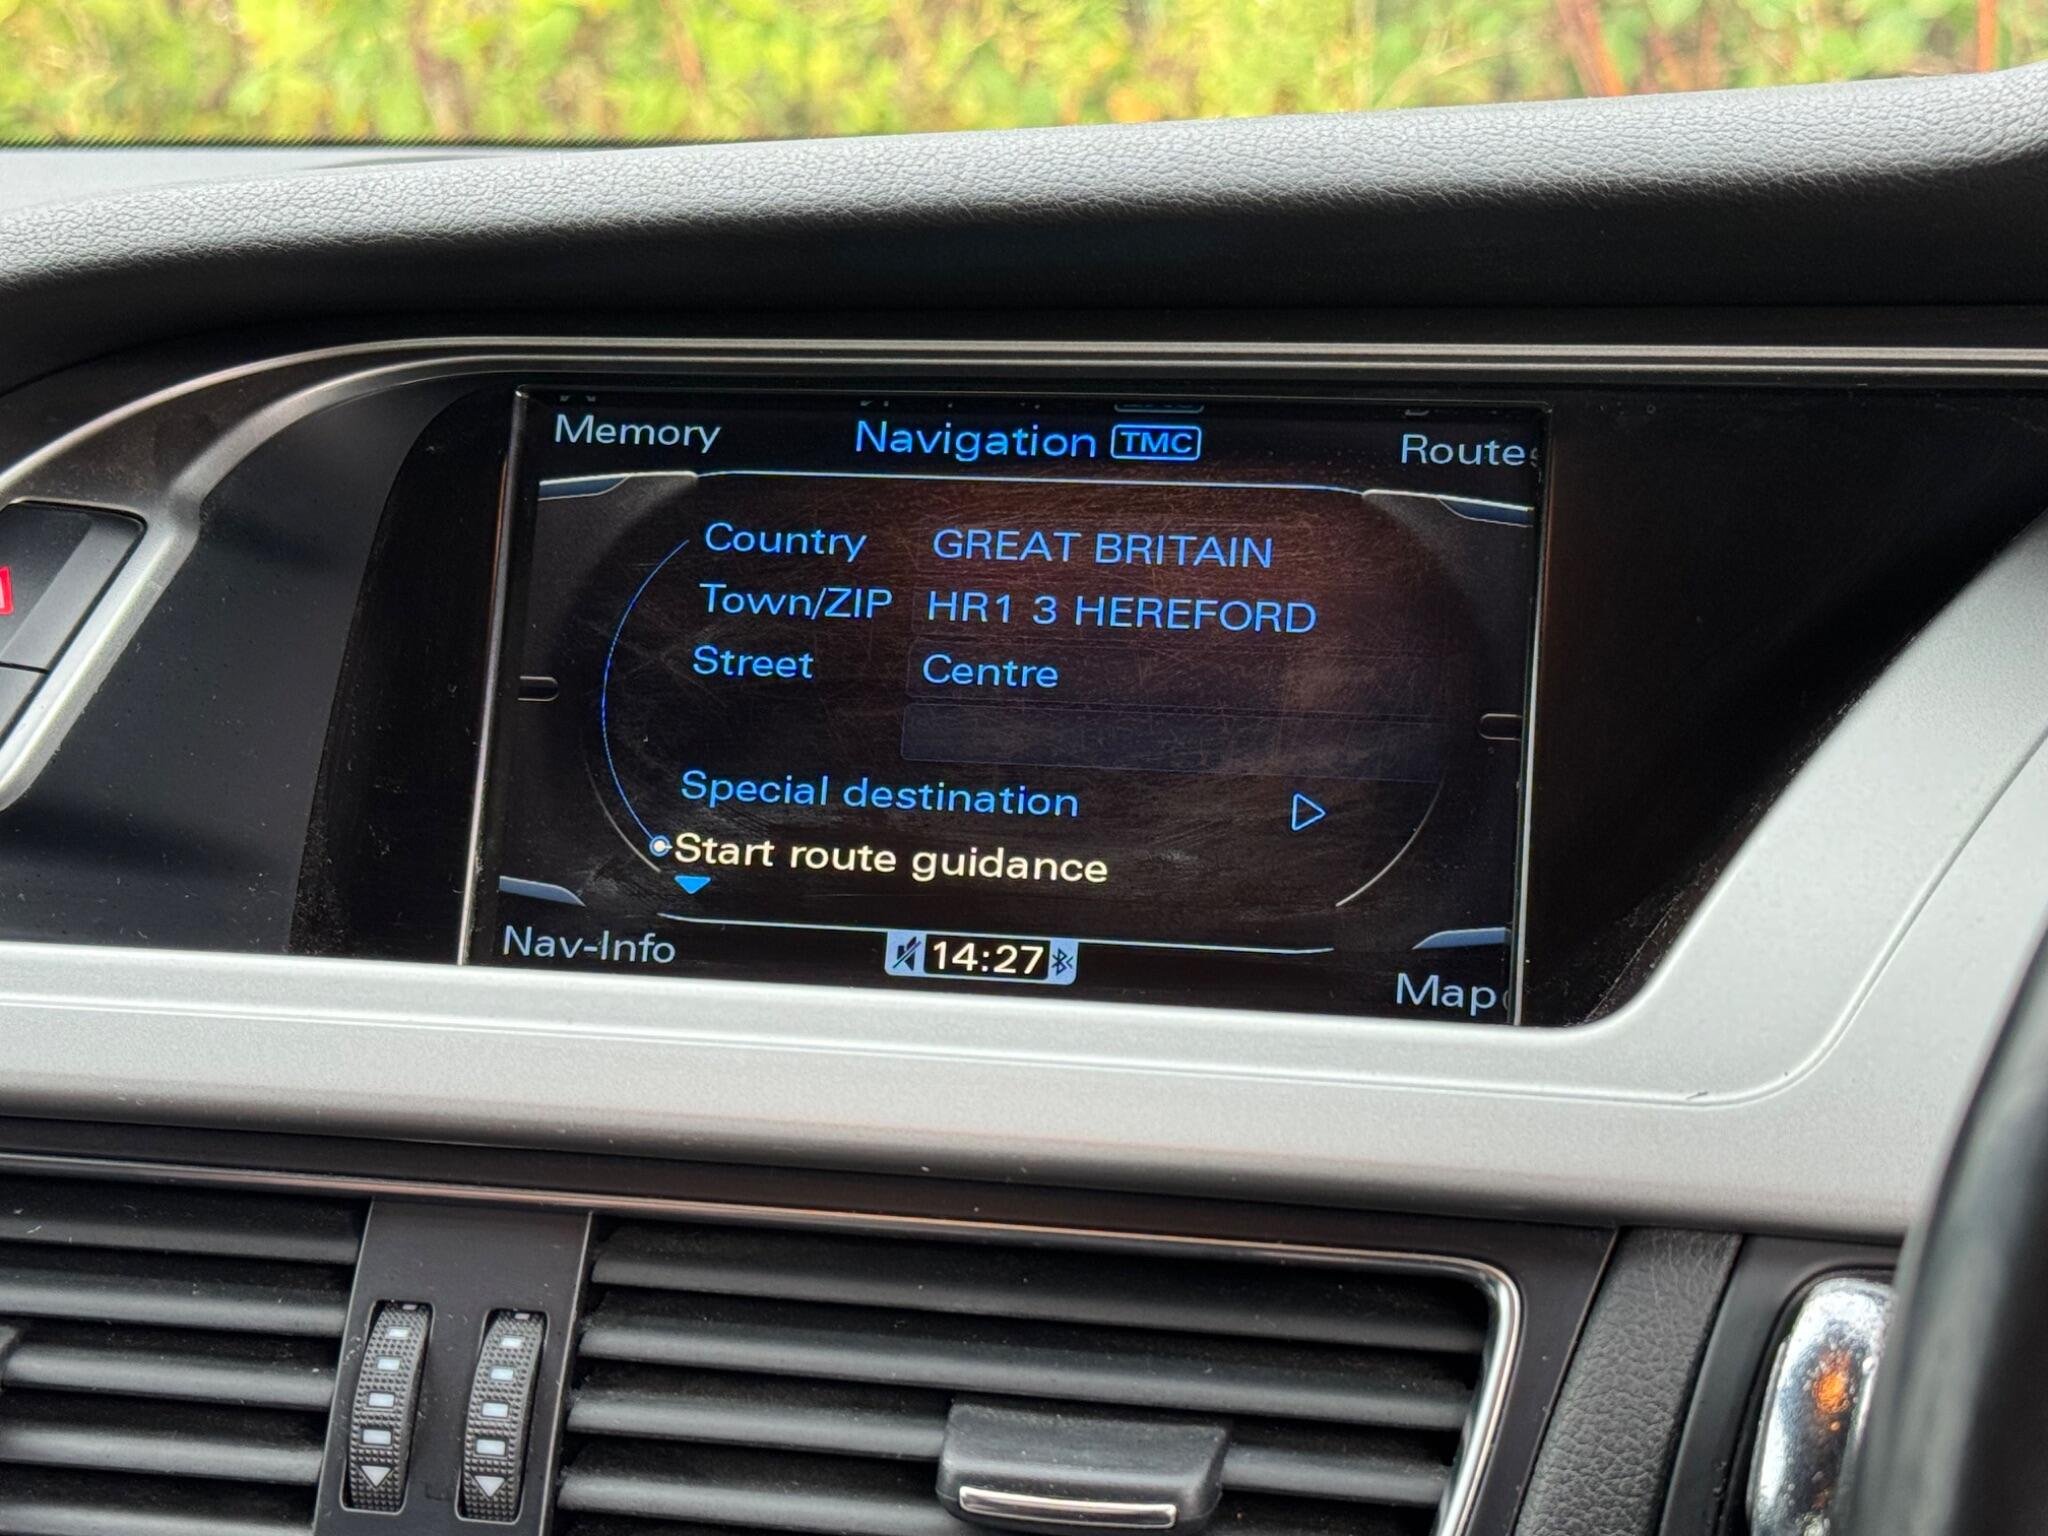 Memory Navigation TMC Routes
Country GREAT BRITAIN
Town/ZIP HR1 3 HEREFORD
Street Centre
Special destination
Start route guidance
Nav-Info 14:27 Map